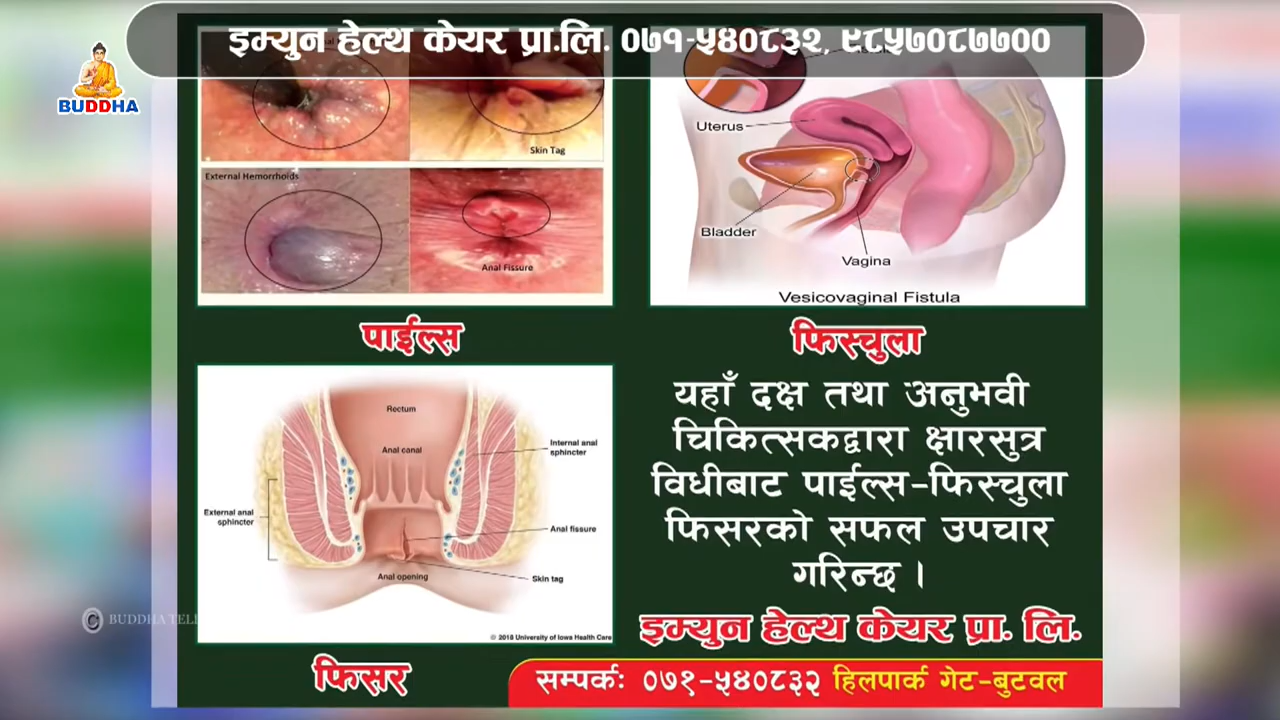 इम्युन हेल्थ केयर प्रा.लि. ०७१-५४०८३२, ९८५७०८७७००
BUDDHA
Skin Tag
External Hemorrhoids
Anal Fissure
Uterus
Bladder
Vagina
Vesicovaginal Fistula
पाईल्स
फिस्चुला
Rectum
Anal canal
Internal anal
sphincter
External anal
sphincter
Anal fissure
Anal opening
Skin tag
© 2018 University of Iowa Health Care
फिसर
यहाँ दक्ष तथा अनुभवी
चिकित्सकद्वारा क्षारसुत्र
विधीबाट पाईल्स-फिस्चुला
फिसरको सफल उपचार
गरिन्छ ।
इम्युन हेल्थ केयर प्रा. लि.
सम्पर्कः ०७१-५४०८३२ हिलपार्क गेट-बुटवल
© BUDDHA